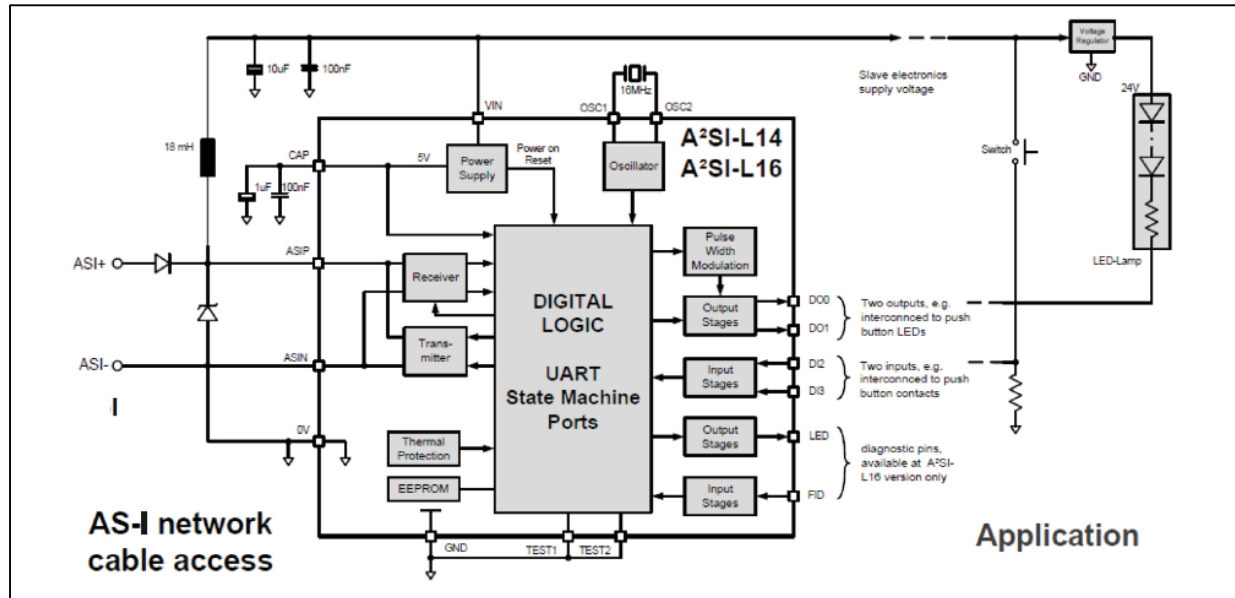 10uF
100nF
Voltage
Regulator
GND
Slave electronics
supply voltage
24V
16MHz
VIN
OSC1
OSC2
A²SI-L14
A²SI-L16
18 mH
CAP
5V
Power
Supply
Power on
Reset
Oscillator
Switch
1uF
100nF
LED-Lamp
ASI+
ASIP
Receiver
DIGITAL
LOGIC
UART
State Machine
Ports
Pulse
Width
Modulation
Output
Stages
DO0
DO1
Two outputs, e.g.
interconnced to push
button LEDs
Trans-
mitter
ASI-
ASIN
Input
Stages
DI2
DI3
Two inputs, e.g.
interconnced to push
button contacts
I
0V
Thermal
Protection
Output
Stages
LED
diagnostic pins,
available at A²SI-
L16 version only
EEPROM
Input
Stages
FID
AS-I network
cable access
GND
TEST1
TEST2
Application